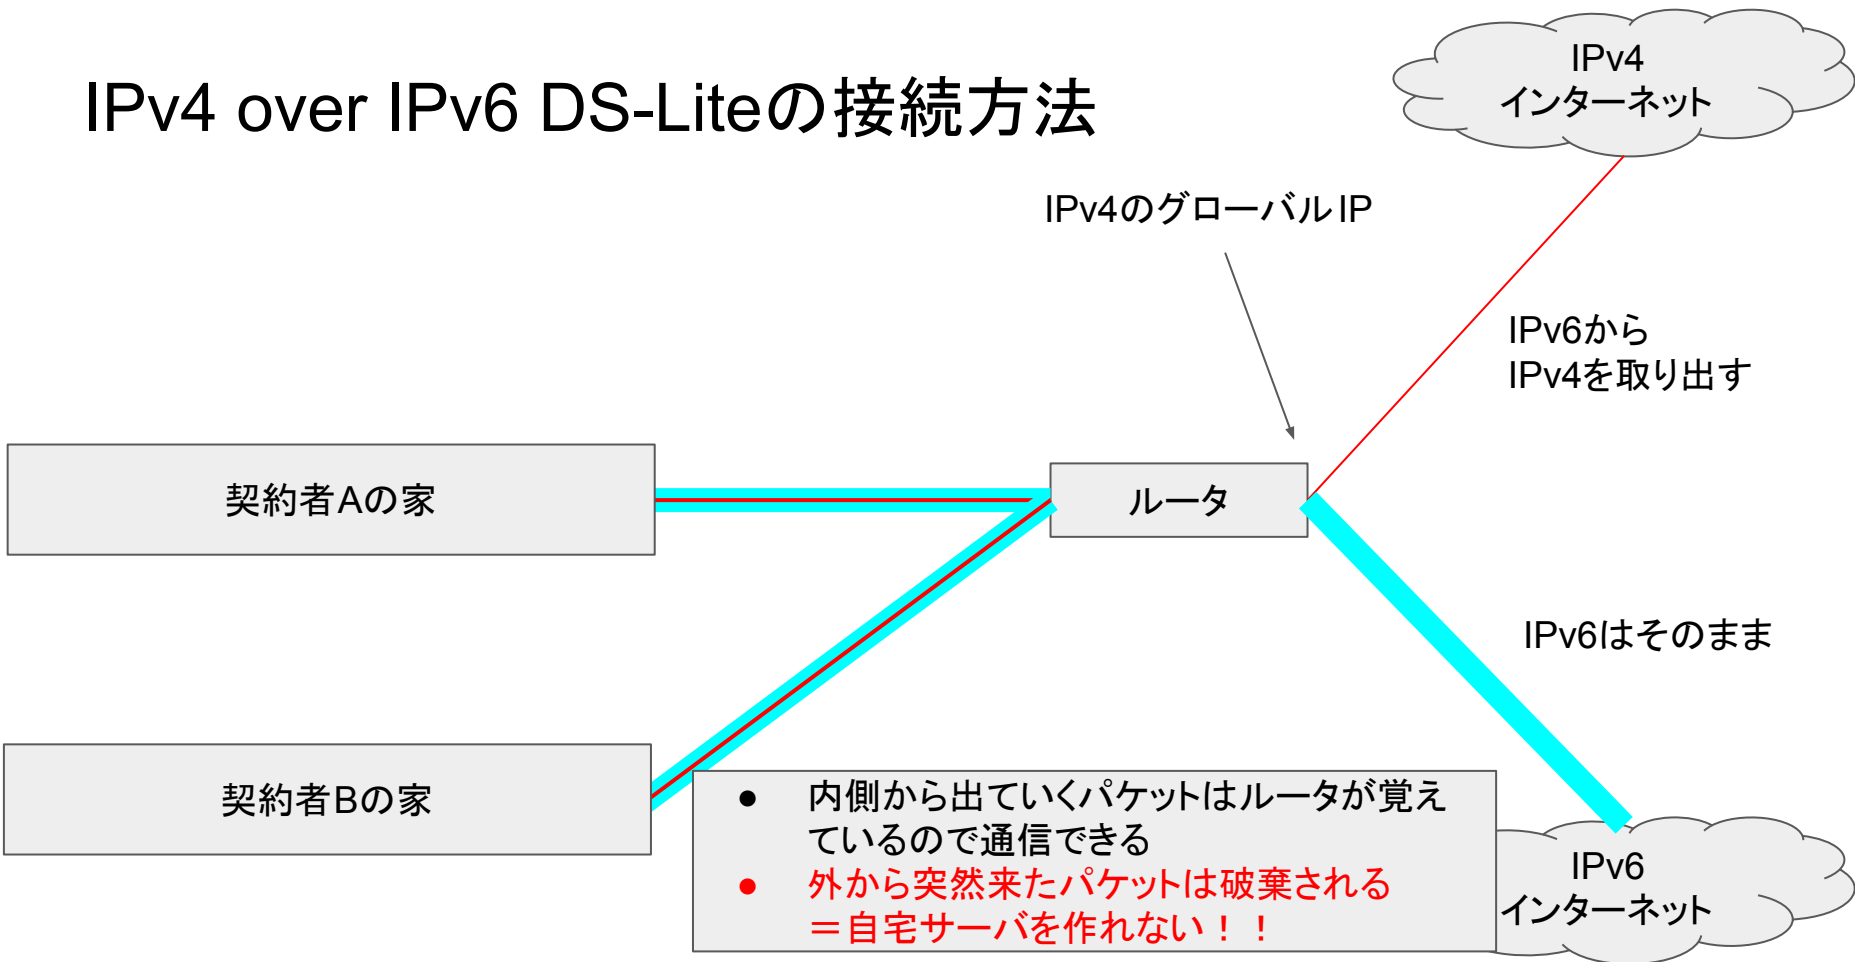 IPv4 over IPv6 DS-Liteの接続方法
IPv4
インターネット
IPv4のグローバルIP
IPv6から
IPv4を取り出す
契約者Aの家
ルータ
IPv6はそのまま
契約者Bの家
● 内側から出ていくパケットはルータが覚え
ているので通信できる
● 外から突然来たパケットは破棄される
＝自宅サーバを作れない！！
IPv6
インターネット